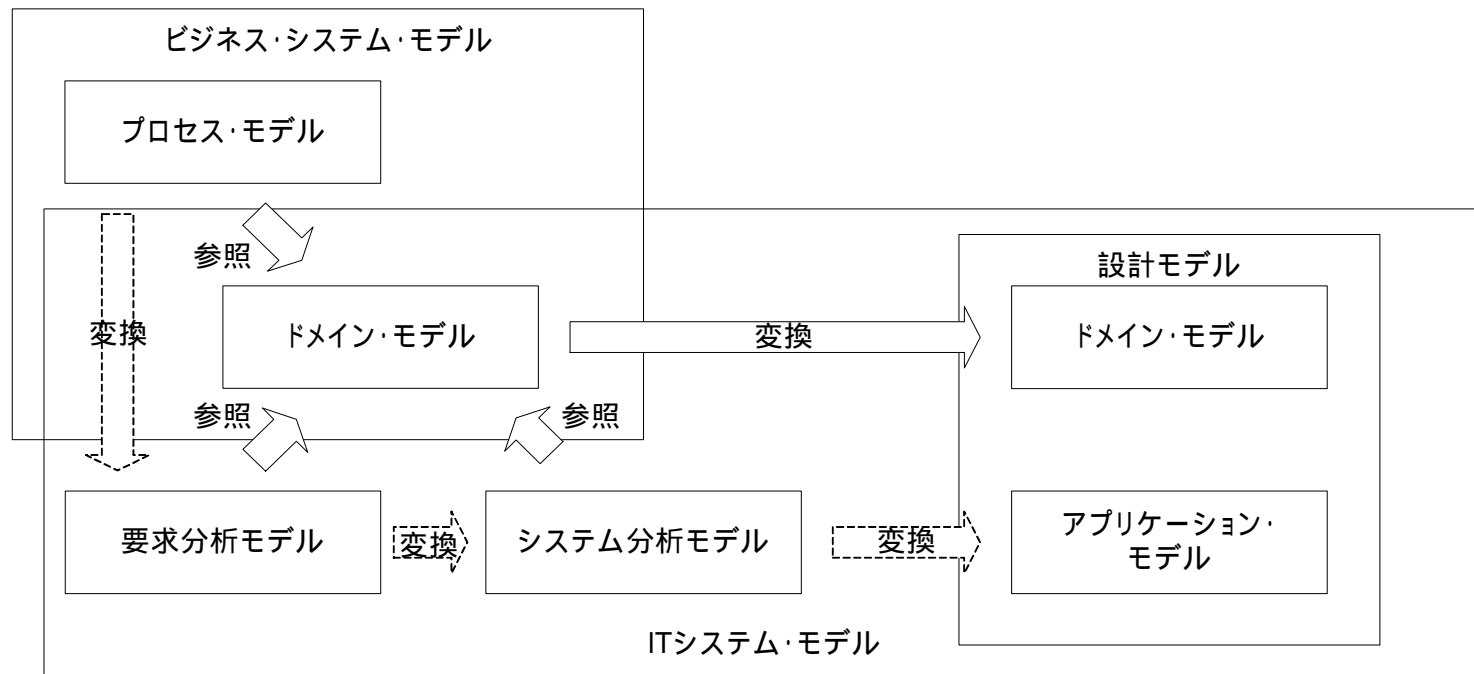 ビジネス・システム・モデル
プロセス・モデル
参照
設計モデル
変換
ドメイン・モデル
変換
ドメイン・モデル
参照
参照
要求分析モデル
変換
システム分析モデル
変換
アプリケーション・
モデル
ITシステム・モデル